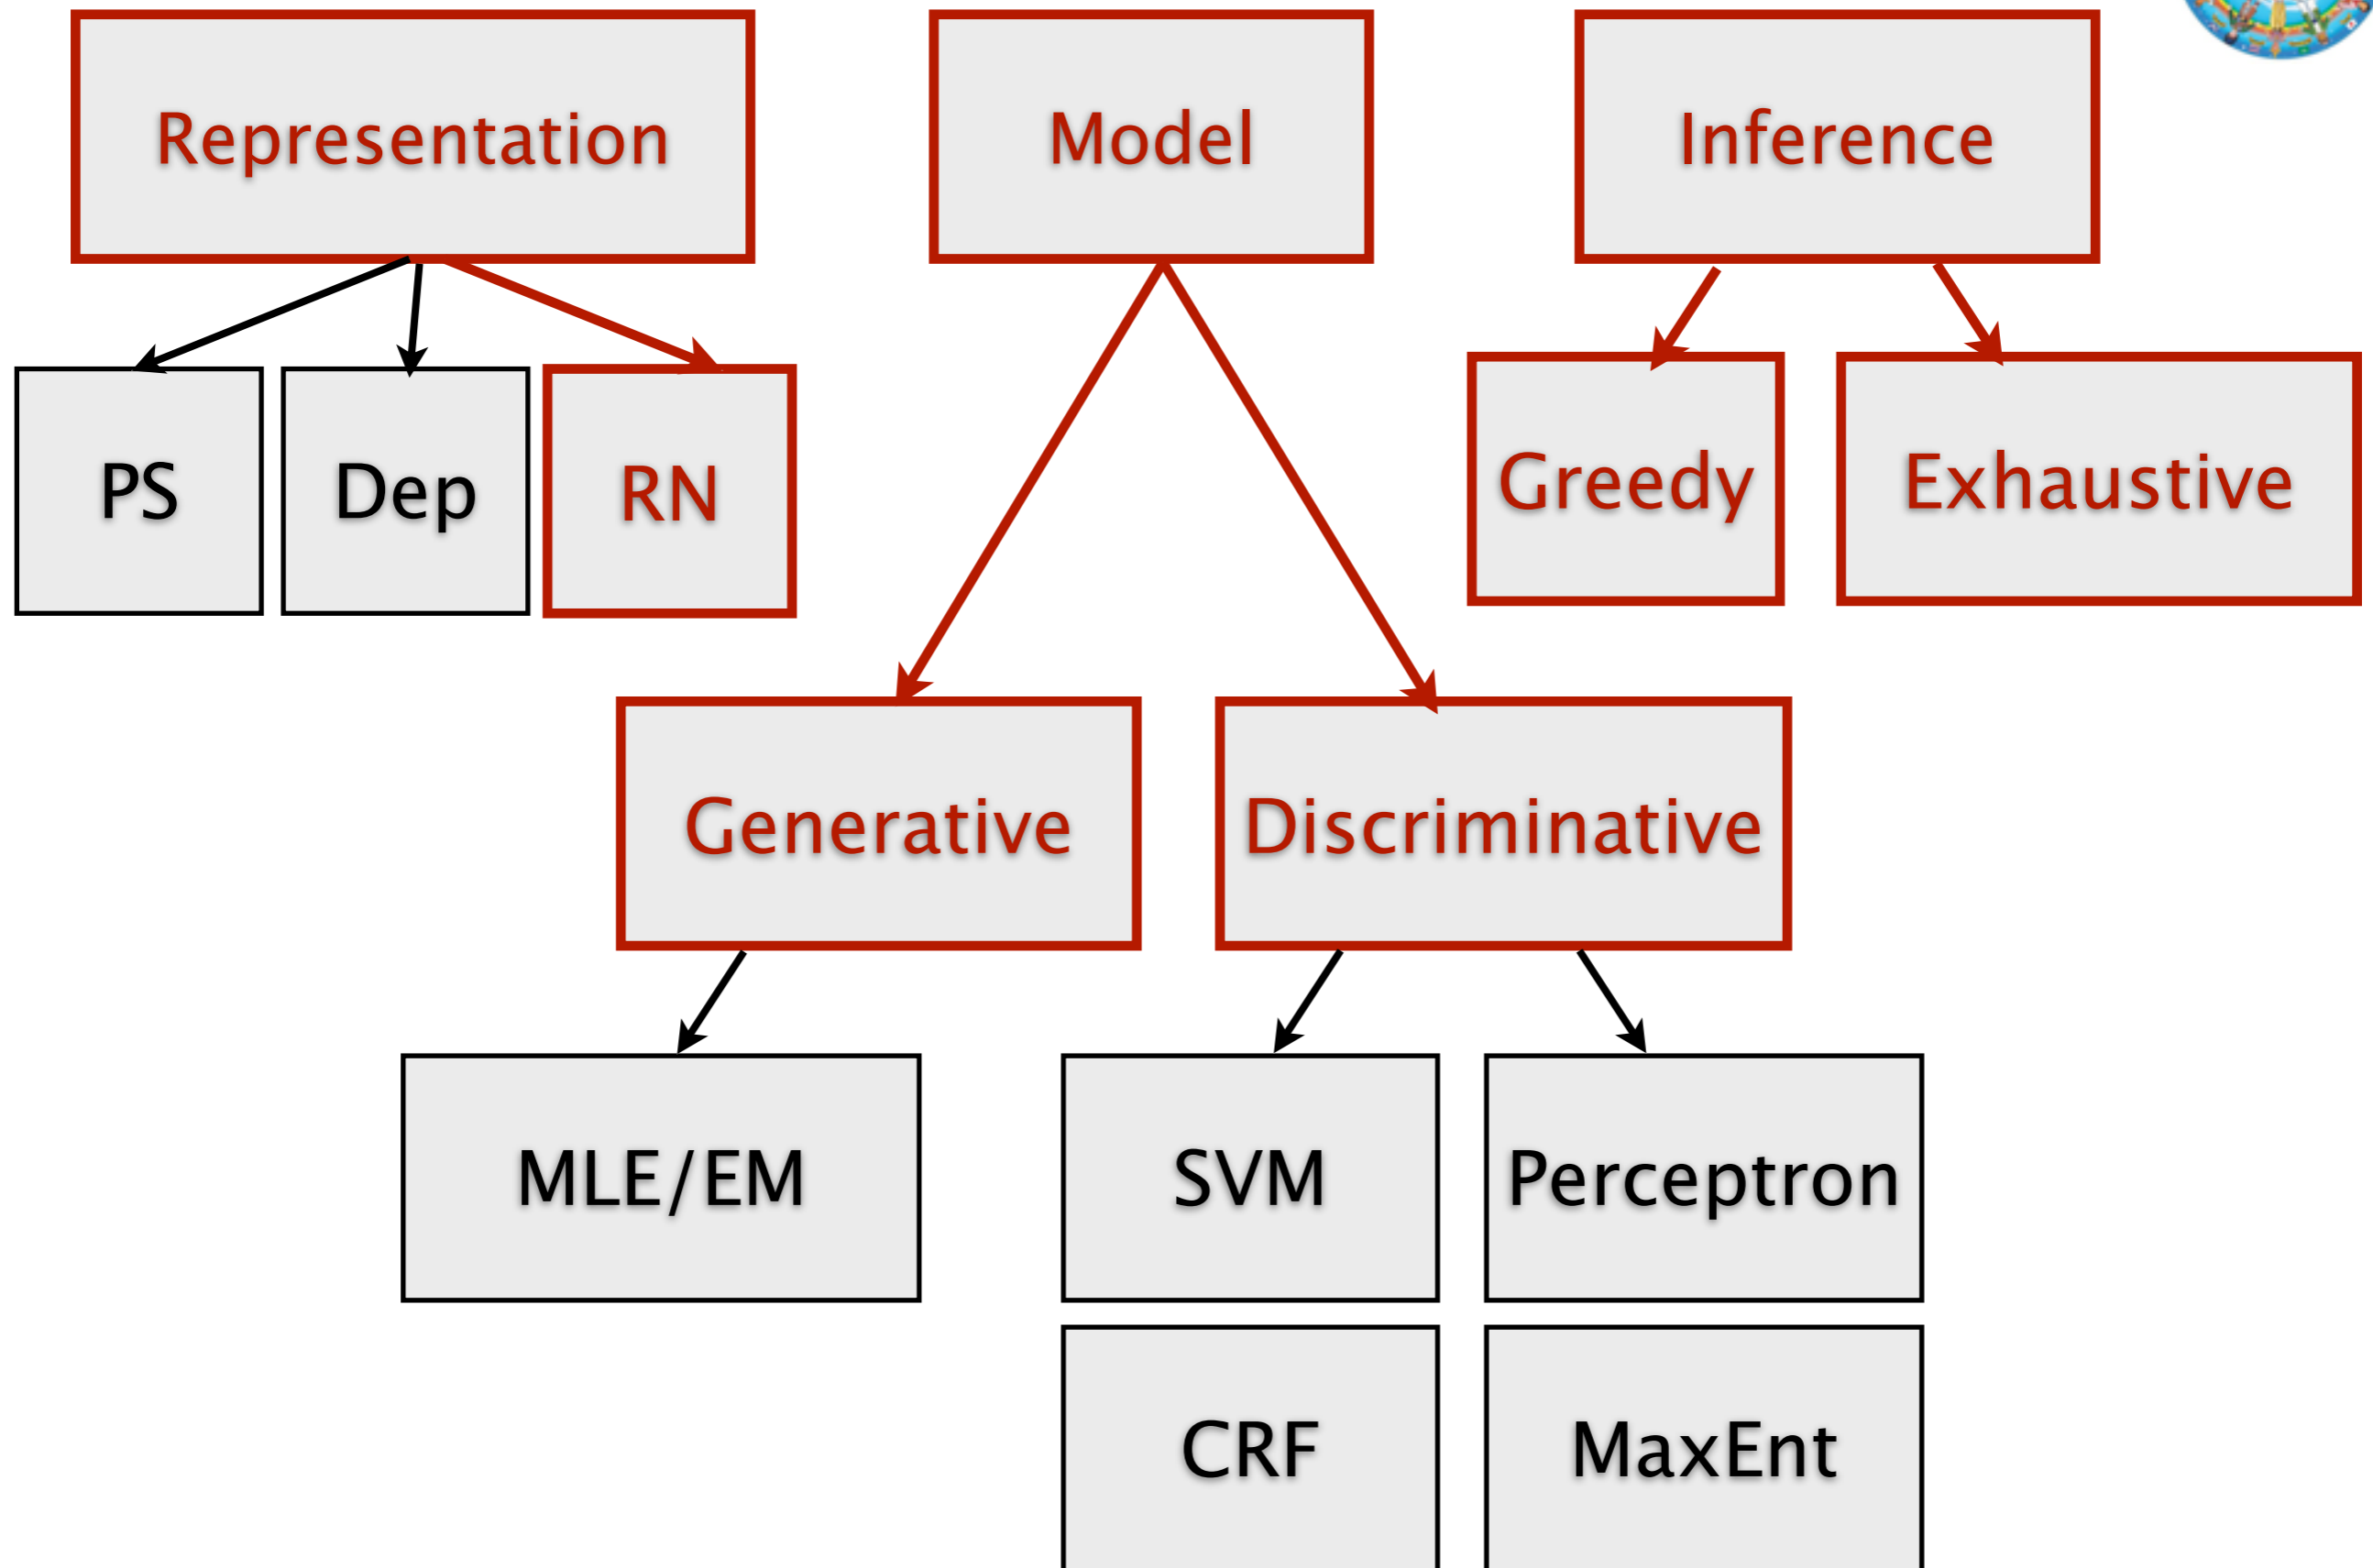 Representation
Model
Inference
PS
Dep
RN
Greedy
Exhaustive
Generative
Discriminative
MLE/EM
SVM
Perceptron
CRF
MaxEnt